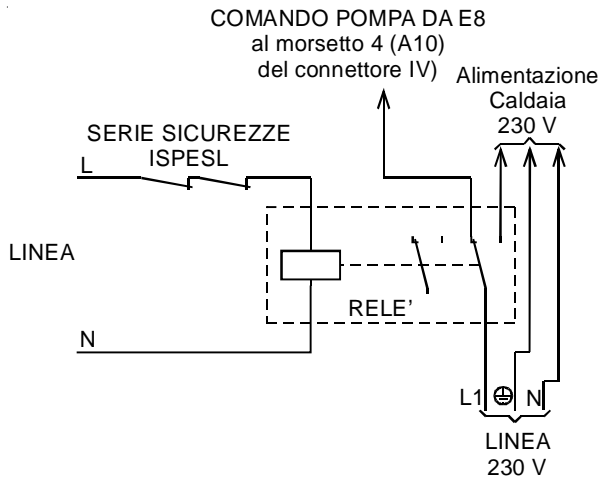 COMANDO POMPA DA E8
al morsetto 4 (A10)
del connettore IV)
Alimentazione
Caldaia
230 V
SERIE SICUREZZE
ISPESL
L
LINEA
RELE’
N
L1 N
LINEA
230 V